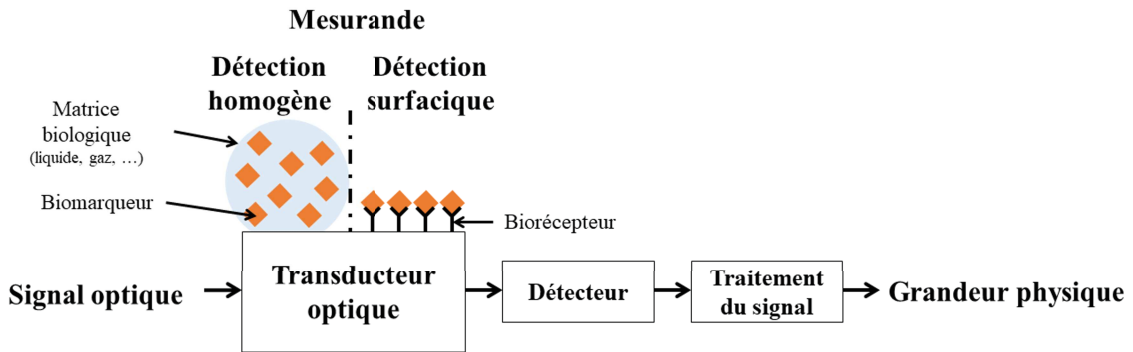 Mesurande
Détection
homogène
Détection
surfacique
Matrice
biologique
(liquide, gaz, …)
Biomarqueur
Biorécepteur
Signal optique
Transducteur
optique
Détecteur
Traitement
du signal
Grandeur physique